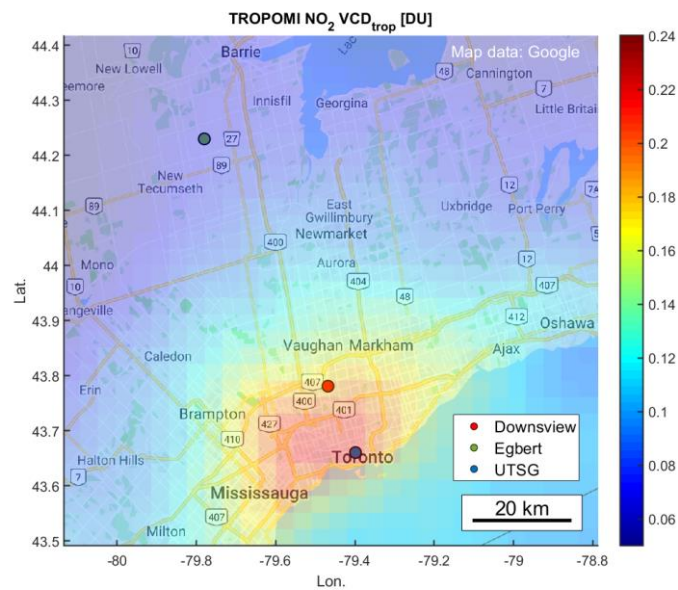 TROPOMI NO2 VCDtrop [DU]
44.4
44.3
44.2
44.1
44
43.9
43.8
43.7
43.6
43.5
Lat.
-80
-79.8
-79.6
-79.4
-79.2
-79
-78.8
Lon.
0.24
0.22
0.2
0.18
0.16
0.14
0.12
0.1
0.08
0.06
Map data: Google
10
Barrie
Lac
New Lowell
48
Cannington
eemore
Innisfil
Georgina
7
Little Britai
27
89
New
Tecumseth
89
12
7A
East
Gwillimbury
Uxbridge
Port Perry
Newmarket
400
Mono
Aurora
12
10
404
48
407
angeville
412
Oshawa
Vaughan
Markham
Ajax
Caledon
407
Erin
400
401
Brampton
427
410
Halton Hills
Toronto
7
Mississauga
407
Milton
Downsview
Egbert
UTSG
20 km